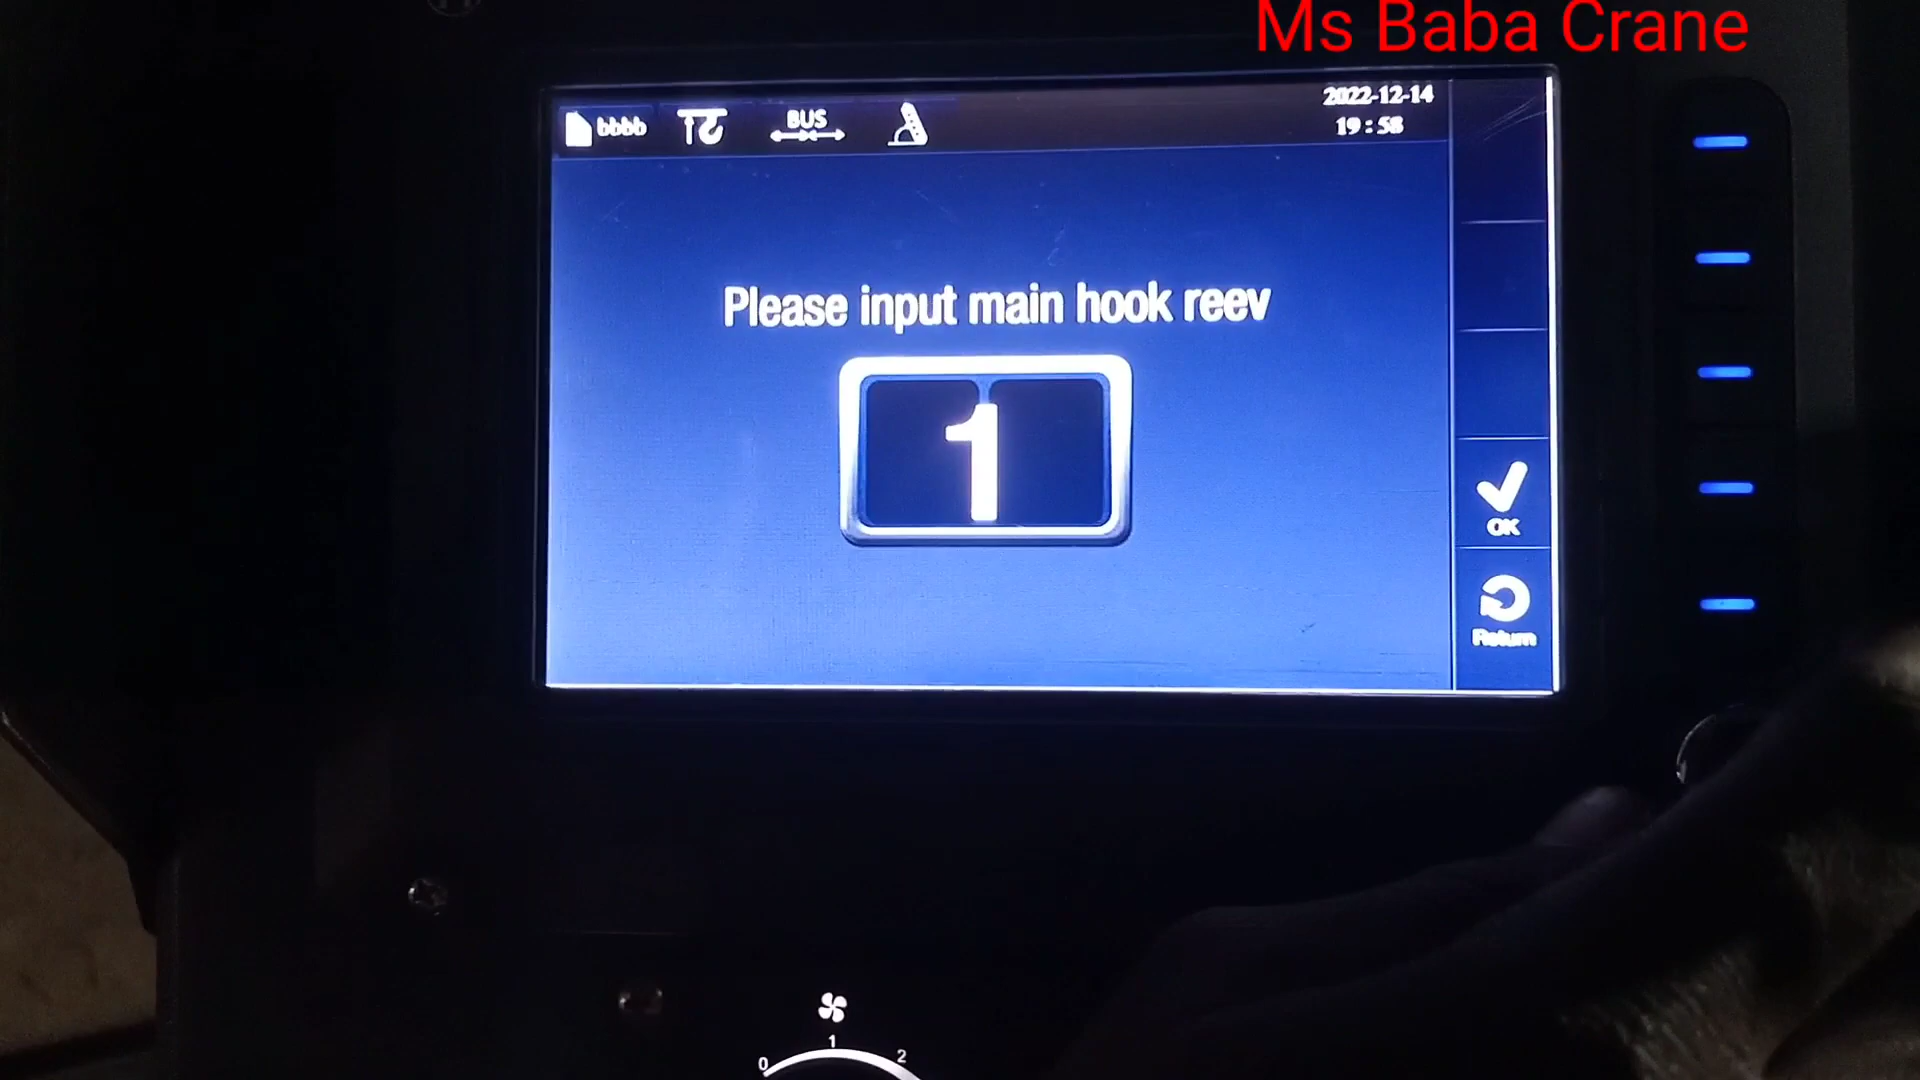 Ms Baba Crane
bbbb
BUS
2022-12-14
19:58
Please input main hook reev
1
OK
Return
0 1 2